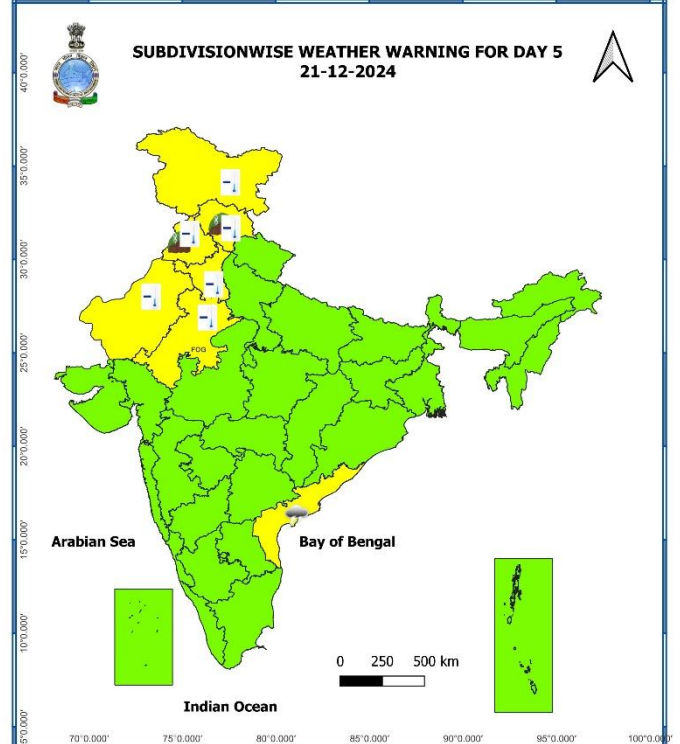 SUBDIVISIONWISE WEATHER WARNING FOR DAY 5
21-12-2024
40°0.000'
35°0.000'
30°0.000'
25°0.000'
20°0.000'
15°0.000'
10°0.000'
5°0.000'
FOG
Arabian Sea
Bay of Bengal
0 250 500 km
Indian Ocean
70°0.000' 75°0.000' 80°0.000' 85°0.000' 90°0.000' 95°0.000' 100°0.000'